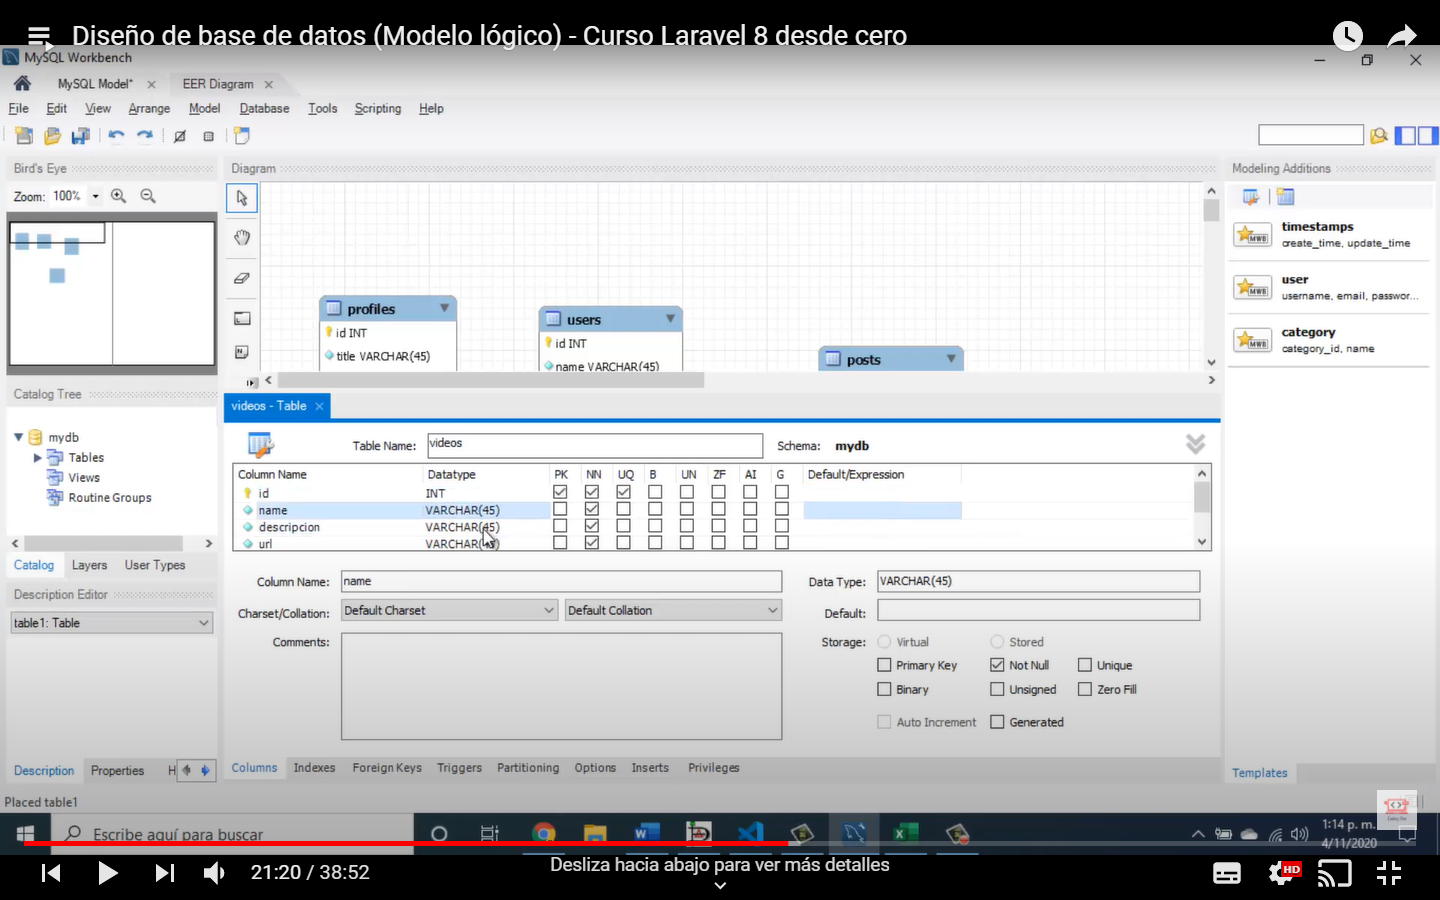 Diseño de base de datos (Modelo lógico) - Curso Laravel 8 desde cero
MySQL Workbench
MySQL Model* EER Diagram
File Edit View Arrange Model Database Tools Scripting Help
Bird's Eye
Zoom: 100%
Diagram
profiles
id INT
title VARCHAR(45)
users
id INT
name VARCHAR(45)
posts
Modeling Additions
timestamps
create_time, update_time
user
username, email, passwor...
category
category_id, name
Templates
Catalog Tree
mydb
Tables
Views
Routine Groups
Catalog Layers User Types
Description Editor
table1: Table
Description Properties H
videos - Table
Table Name: videos Schema: mydb
Column Name Datatype PK NN UQ B UN ZF AI G Default/Expression
id INT
name VARCHAR(45)
descripcion VARCHAR(45)
url
Column Name: name Data Type: VARCHAR(45)
Charset/Collation: Default Charset Default Collation Default:
Comments: Storage: Virtual Stored
Primary Key Not Null Unique
Binary Unsigned Zero Fill
Auto Increment Generated
Columns Indexes Foreign Keys Triggers Partitioning Options Inserts Privileges
Placed table1
Escribe aquí para buscar
1:14 p. m.
4/11/2020
21:20 / 38:52
Desliza hacia abajo para ver más detalles
HD